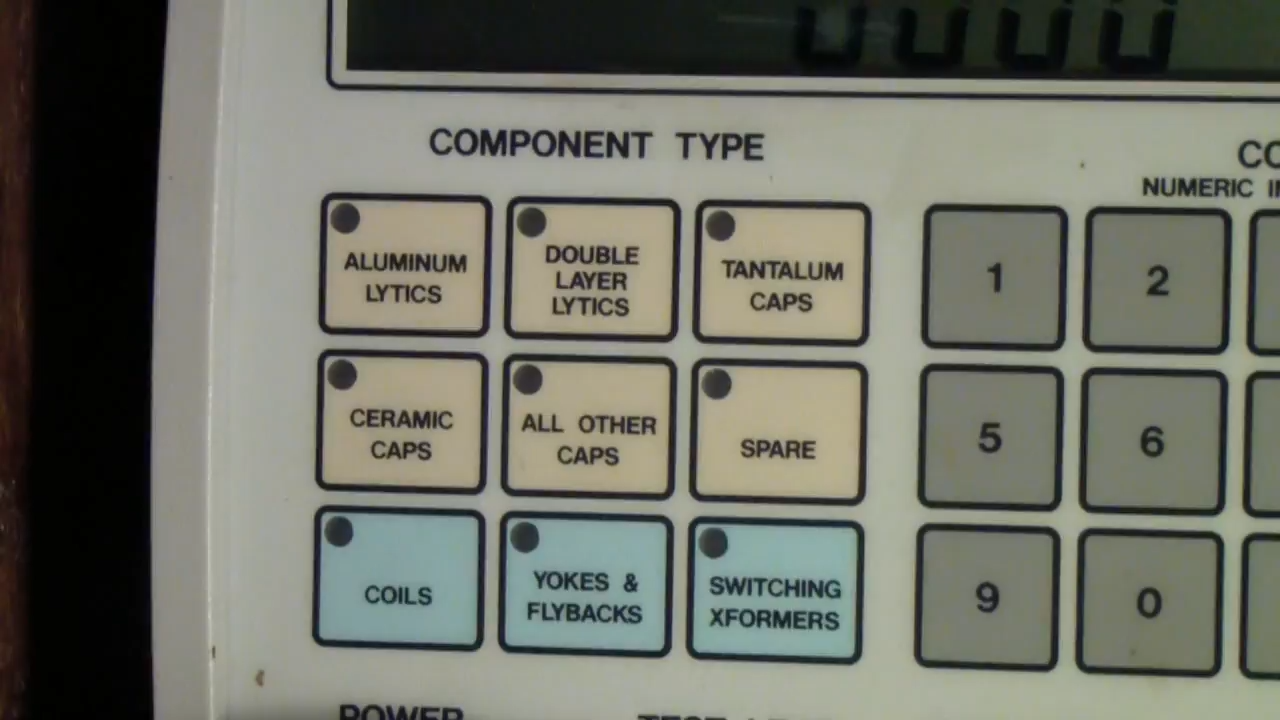 COMPONENT TYPE
NUMERIC
ALUMINUM
LYTICS
DOUBLE
LAYER
LYTICS
TANTALUM
CAPS
1
2
CERAMIC
CAPS
ALL OTHER
CAPS
SPARE
5
6
COILS
YOKES &
FLYBACKS
SWITCHING
XFORMERS
9
0
POWER